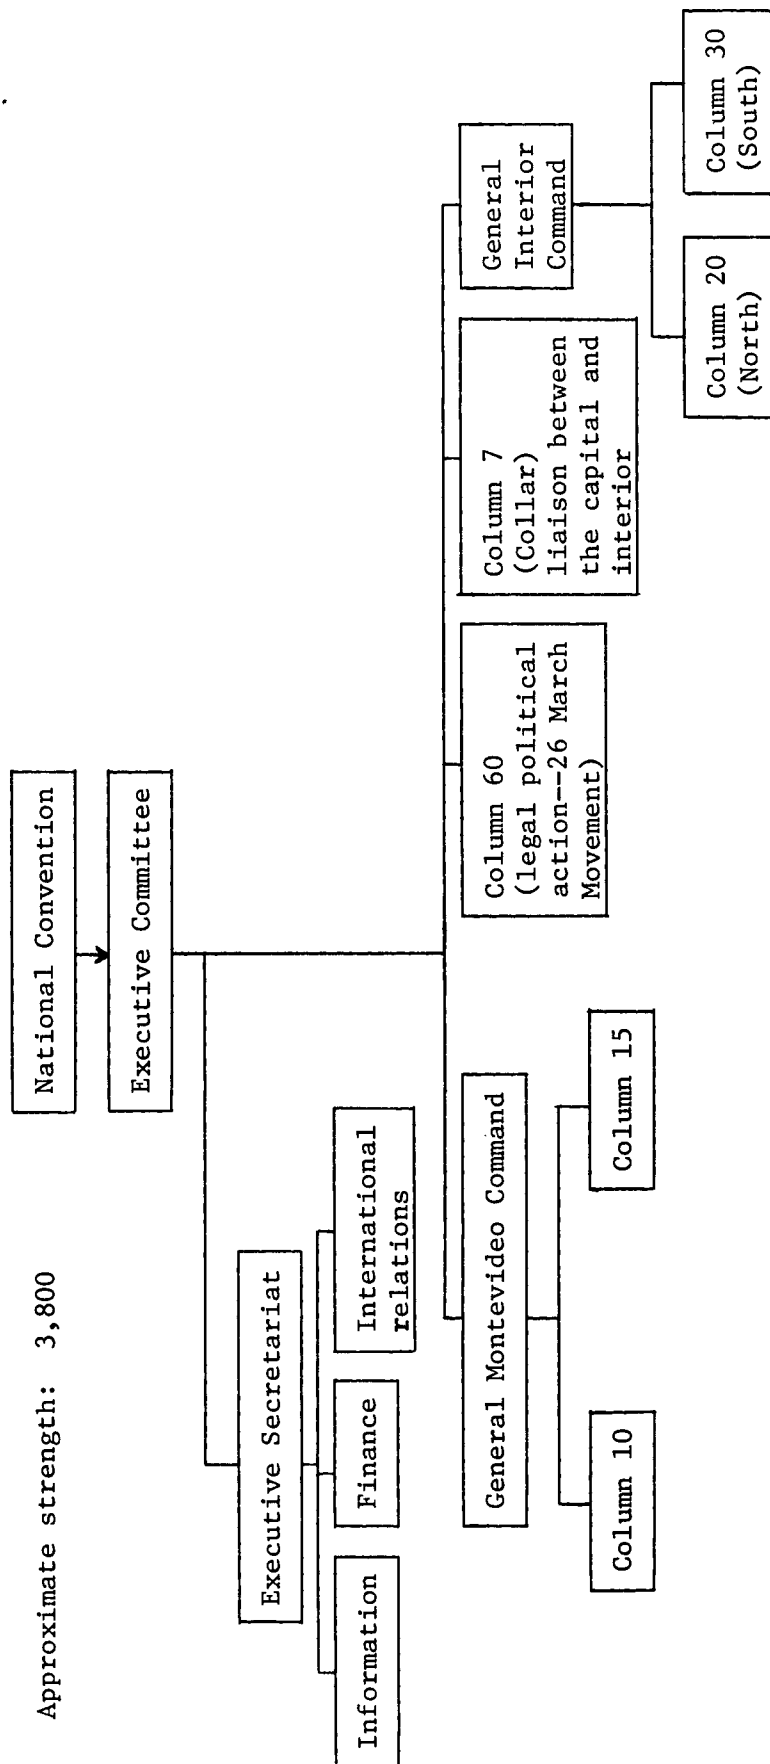 Approximate strength: 3,800
National Convention
Executive Committee
Executive Secretariat
Information
Finance
International
relations
General Montevideo Command
Column 60
(legal political
action--26 March
Movement)
Column 7
(Collar)
liaison between
the capital and
interior
General
Interior
Command
Column 10
Column 15
Column 20
(North)
Column 30
(South)